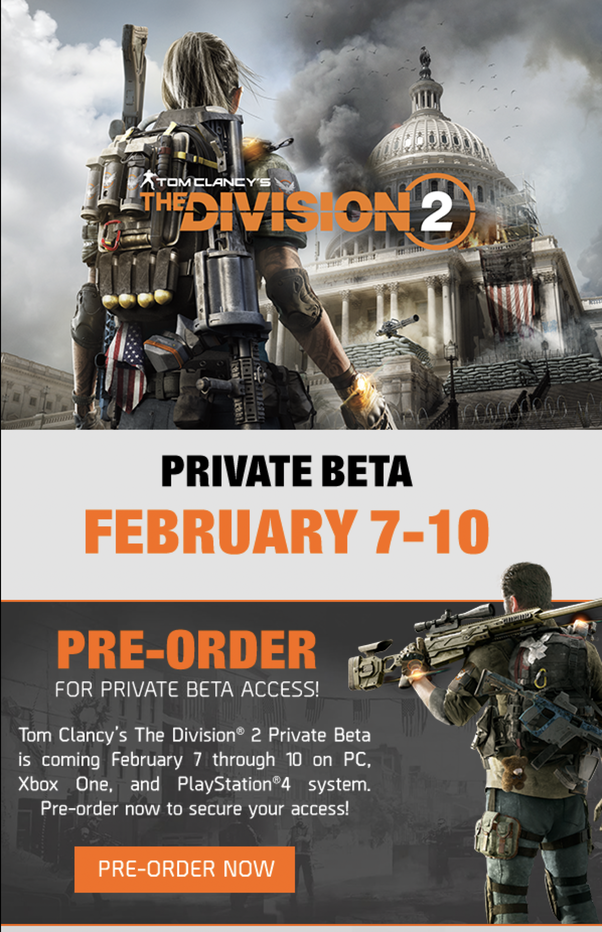 TOM CLANCY'S
THE DIVISION 2
PRIVATE BETA
FEBRUARY 7-10
PRE-ORDER
FOR PRIVATE BETA ACCESS!
Tom Clancy's The Division® 2 Private Beta
is coming February 7 through 10 on PC,
Xbox One, and PlayStation®4 system.
Pre-order now to secure your access!
PRE-ORDER NOW